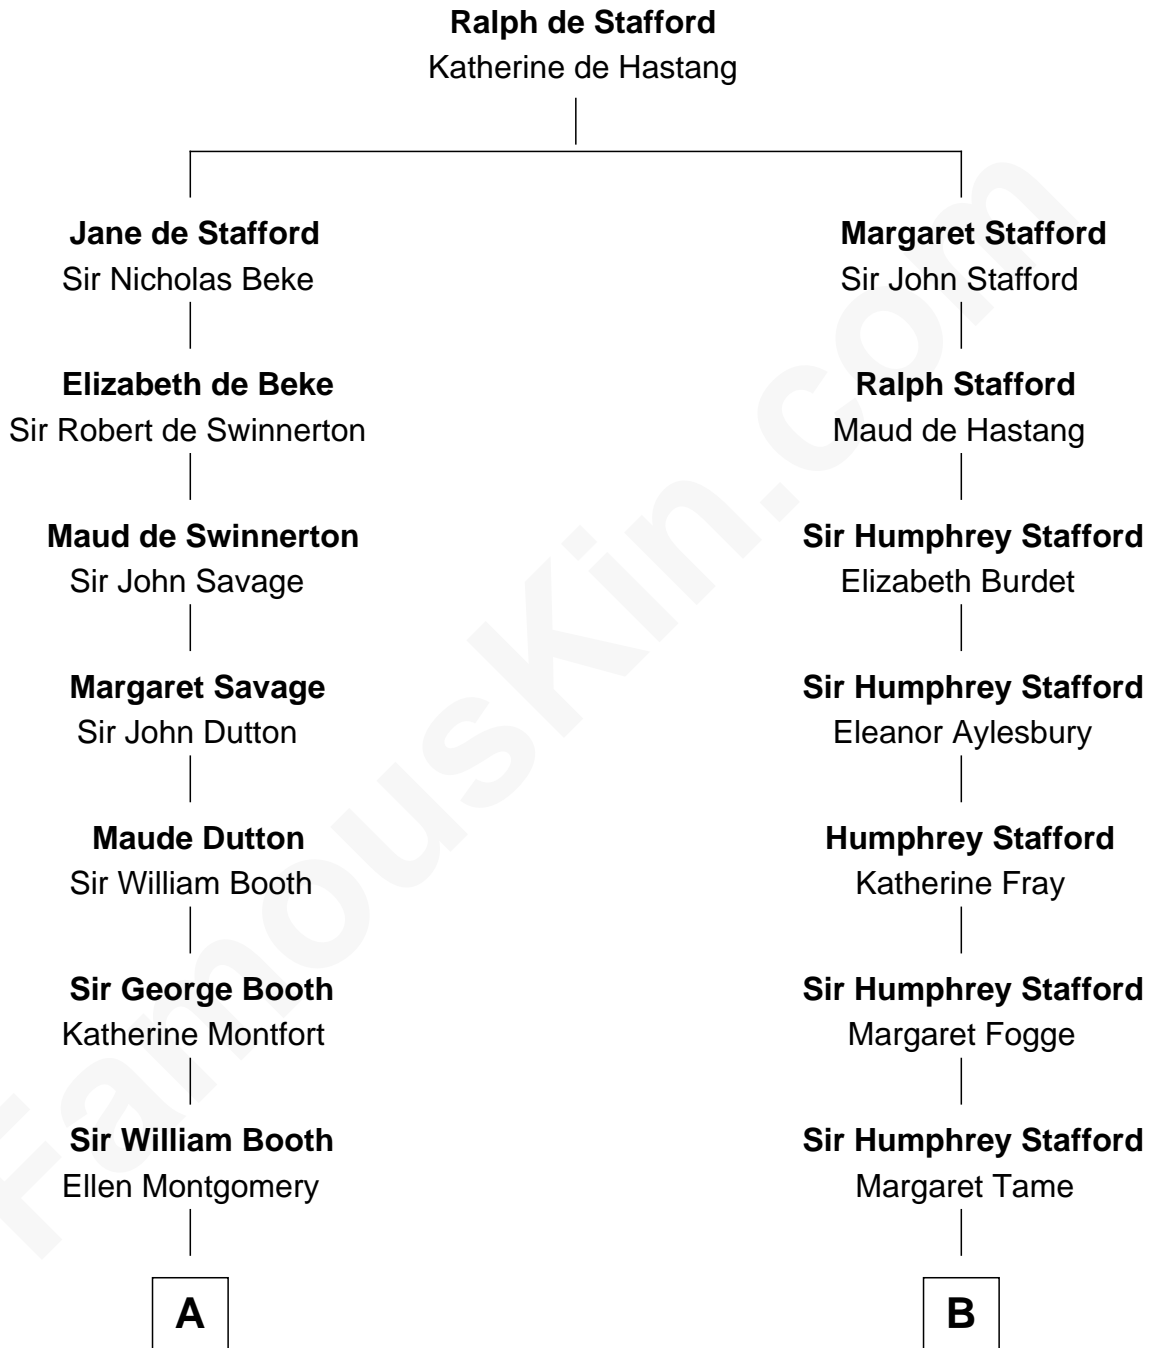 Ralph de Stafford
Katherine de Hastang
Jane de Stafford
Sir Nicholas Beke
Elizabeth de Beke
Sir Robert de Swinnerton
Maud de Swinnerton
Sir John Savage
Margaret Savage
Sir John Dutton
Maude Dutton
Sir William Booth
Sir George Booth
Katherine Montfort
Sir William Booth
Ellen Montgomery
A
Margaret Stafford
Sir John Stafford
Ralph Stafford
Maud de Hastang
Sir Humphrey Stafford
Elizabeth Burdet
Sir Humphrey Stafford
Eleanor Aylesbury
Humphrey Stafford
Katherine Fray
Sir Humphrey Stafford
Margaret Fogge
Sir Humphrey Stafford
Margaret Tame
B
FamousKin.com